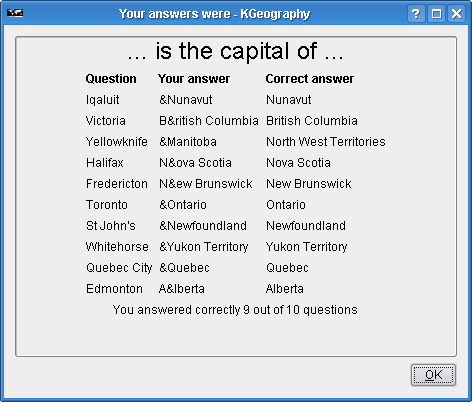 Your answers were - KGeography
... is the capital of ...
Question Your answer Correct answer
Iqaluit &Nunavut Nunavut
Victoria B&ritish Columbia British Columbia
Yellowknife &Manitoba North West Territories
Halifax N&ova Scotia Nova Scotia
Fredericton N&ew Brunswick New Brunswick
Toronto &Ontario Ontario
St John's &Newfoundland Newfoundland
Whitehorse &Yukon Territory Yukon Territory
Quebec City &Quebec Quebec
Edmonton A&lberta Alberta
You answered correctly 9 out of 10 questions
OK